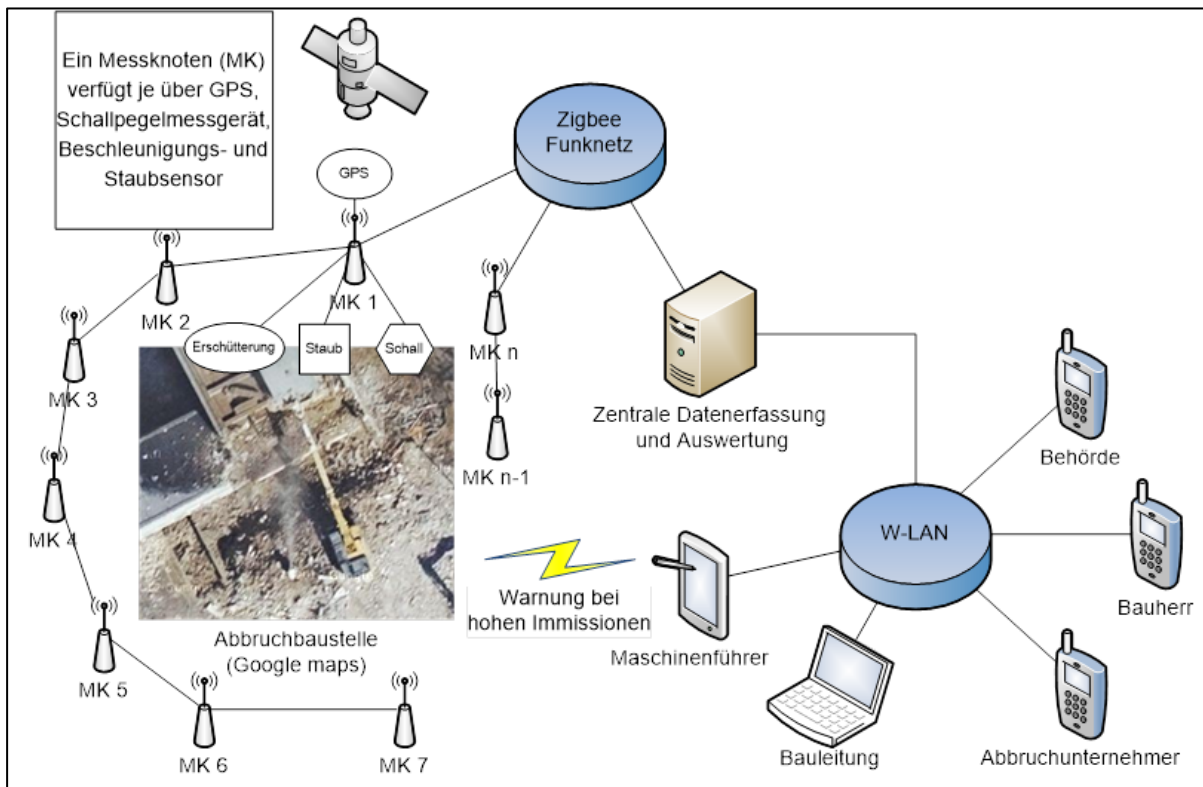 Ein Messknoten (MK)
verfügt je über GPS,
Schallpegelmessgerät,
Beschleunigungs- und
Staubsensor
Zigbee
Funknetz
GPS
MK 1
MK 2
MK 3
MK 4
MK 5
MK 6
MK 7
MK n
MK n-1
Erschütterung
Staub
Schall
Abbruchbaustelle
(Google maps)
Zentrale Datenerfassung
und Auswertung
Warnung bei
hohen Immissionen
W-LAN
Behörde
Bauherr
Abbruchunternehmer
Bauleitung
Maschinenführer